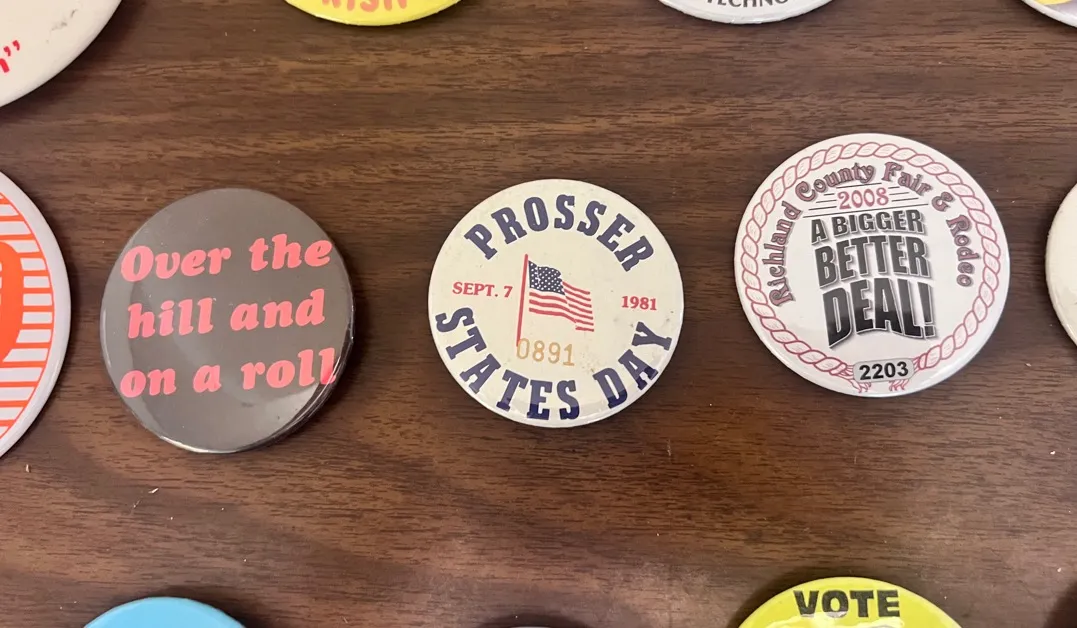 TECHNO
Over the
hill and
on a roll
PROSSER
SEPT. 7 1981
0891
STATES DAY
Richland County Fair & Rodeo
2008
A BIGGER
BETTER
DEAL!
2203
VOTE